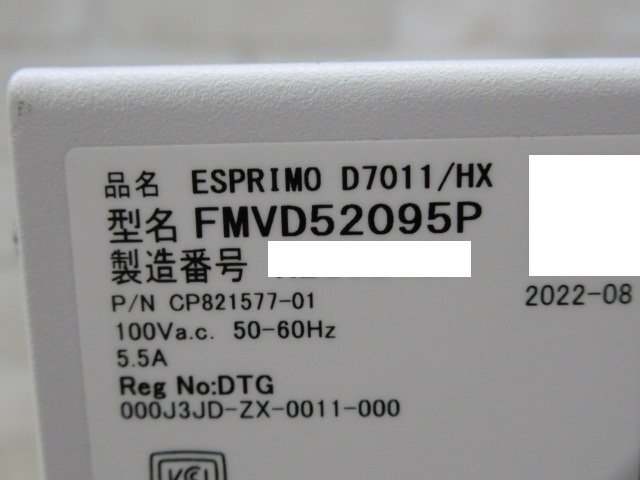 品名 ESPRIMO D7011/HX
型名 FMVD52095P
製造番号
P/N CP821577-01 2022-08
100Va.c. 50-60Hz
5.5A
Reg No:DTG
000J3JD-ZX-0011-000